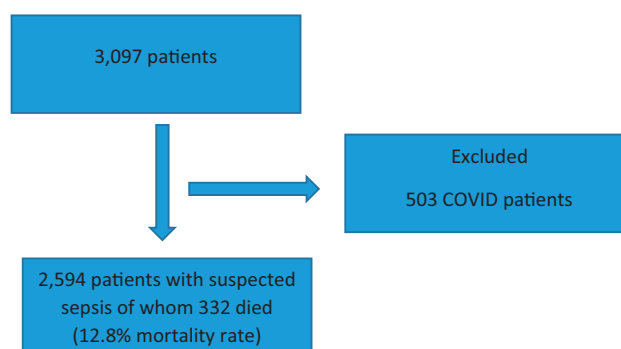 3,097 patients
Excluded
503 COVID patients
2,594 patients with suspected
sepsis of whom 332 died
(12.8% mortality rate)